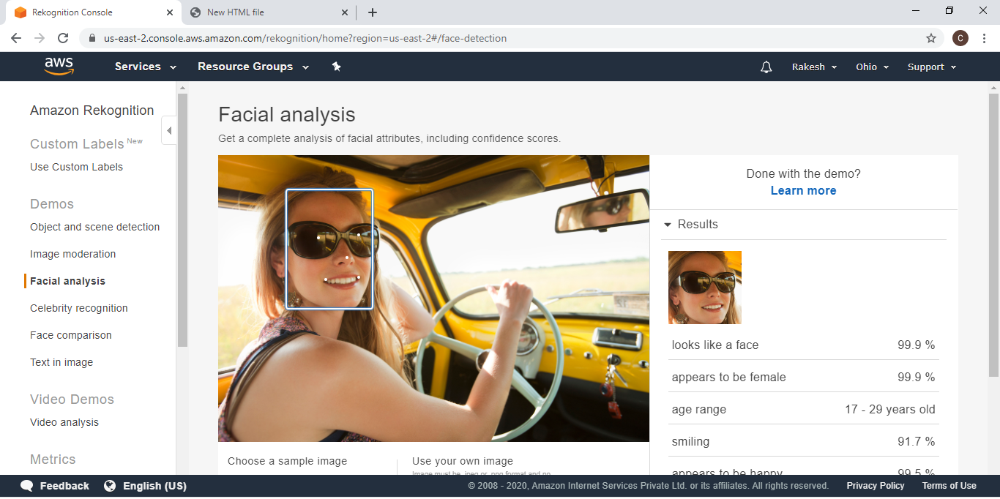 Rekognition Console
New HTML file
us-east-2.console.aws.amazon.com/rekognition/home?region=us-east-2#/face-detection
C
aws
Services
Resource Groups
Rakesh
Ohio
Support
Amazon Rekognition
Custom Labels New
Use Custom Labels
Demos
Object and scene detection
Image moderation
Facial analysis
Celebrity recognition
Face comparison
Text in image
Video Demos
Video analysis
Metrics
Facial analysis
Get a complete analysis of facial attributes, including confidence scores.
Choose a sample image
Use your own image
Image must be .jpeg or .png format and no
Done with the demo?
Learn more
Results
looks like a face 99.9 %
appears to be female 99.9 %
age range 17 - 29 years old
smiling 91.7 %
appears to be happy 99.5 %
Feedback
English (US)
© 2008 - 2020, Amazon Internet Services Private Ltd. or its affiliates. All rights reserved.
Privacy Policy
Terms of Use